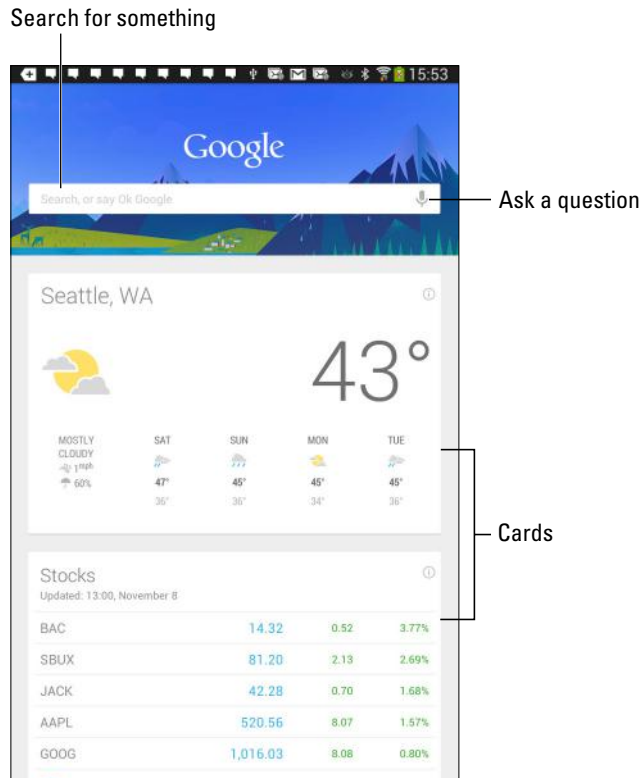 Search for something
15:53
Google
Search, or say Ok Google
Ask a question
Seattle, WA
43°
MOSTLY CLOUDY
1 mph
60%
SAT
47°
36°
SUN
45°
36°
MON
45°
34°
TUE
45°
36°
Cards
Stocks
Updated: 13:00, November 8
BAC 14.32 0.52 3.77%
SBUX 81.20 2.13 2.69%
JACK 42.28 0.70 1.68%
AAPL 520.56 8.07 1.57%
GOOG 1,016.03 8.08 0.80%